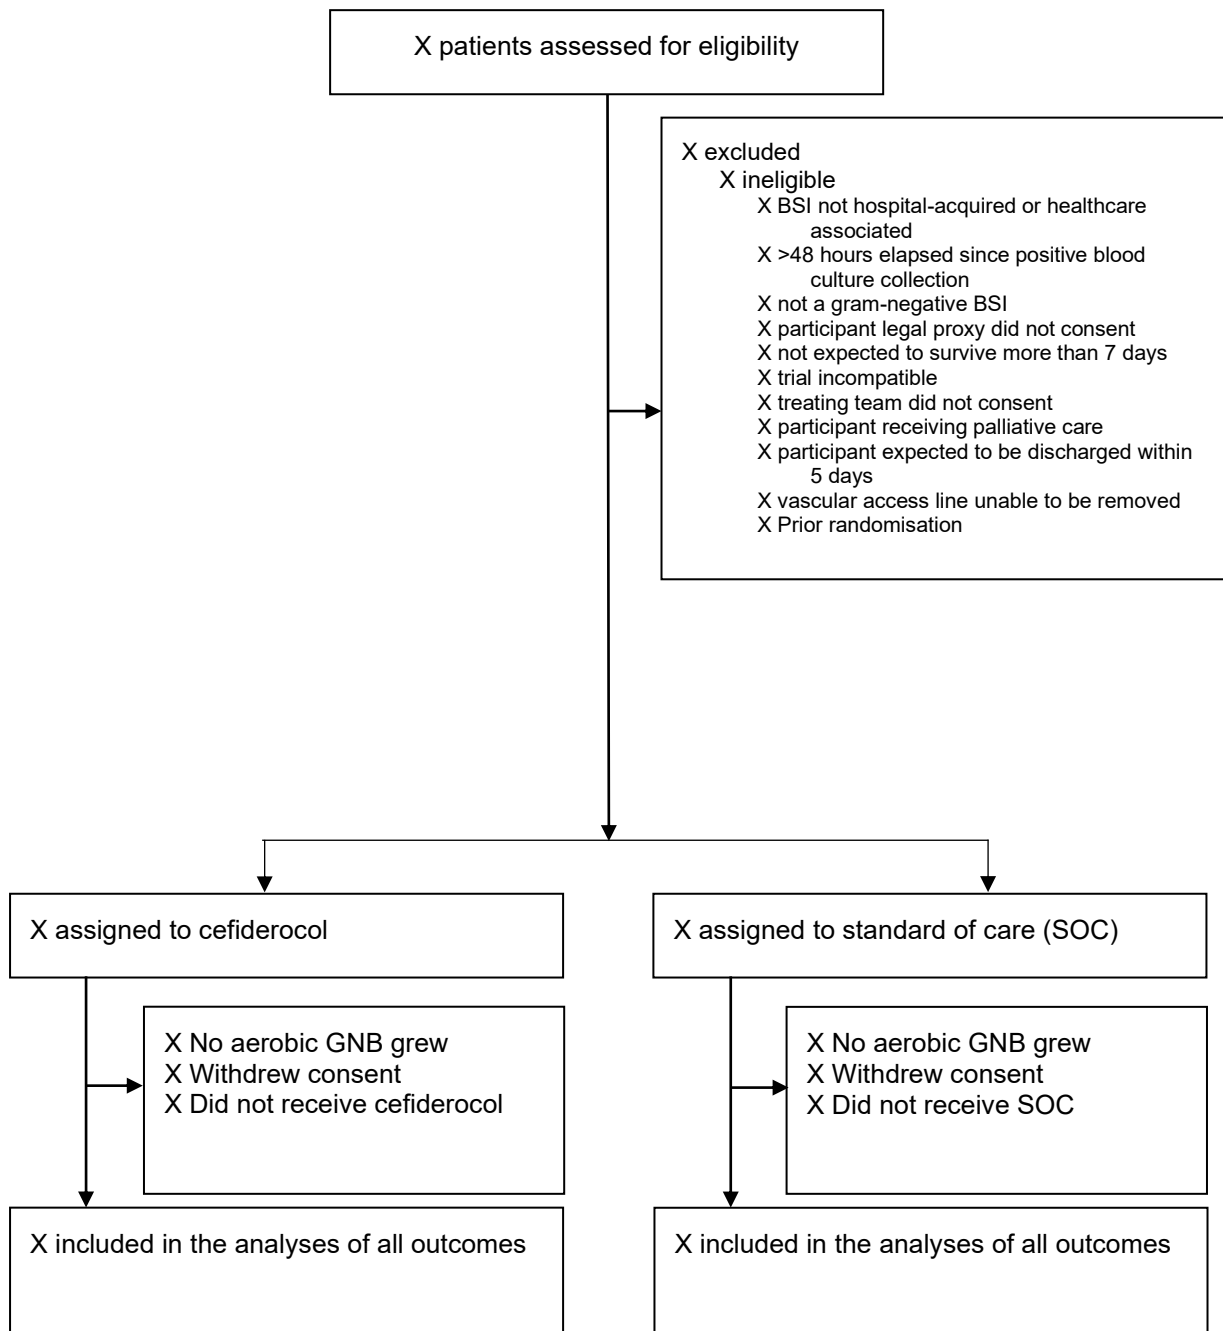 X patients assessed for eligibility
X excluded
X ineligible
X BSI not hospital-acquired or healthcare
associated
X >48 hours elapsed since positive blood
culture collection
X not a gram-negative BSI
X participant legal proxy did not consent
X not expected to survive more than 7 days
X trial incompatible
X treating team did not consent
X participant receiving palliative care
X participant expected to be discharged within
5 days
X vascular access line unable to be removed
X Prior randomisation
X assigned to cefiderocol
X assigned to standard of care (SOC)
X No aerobic GNB grew
X Withdrew consent
X Did not receive cefiderocol
X No aerobic GNB grew
X Withdrew consent
X Did not receive SOC
X included in the analyses of all outcomes
X included in the analyses of all outcomes